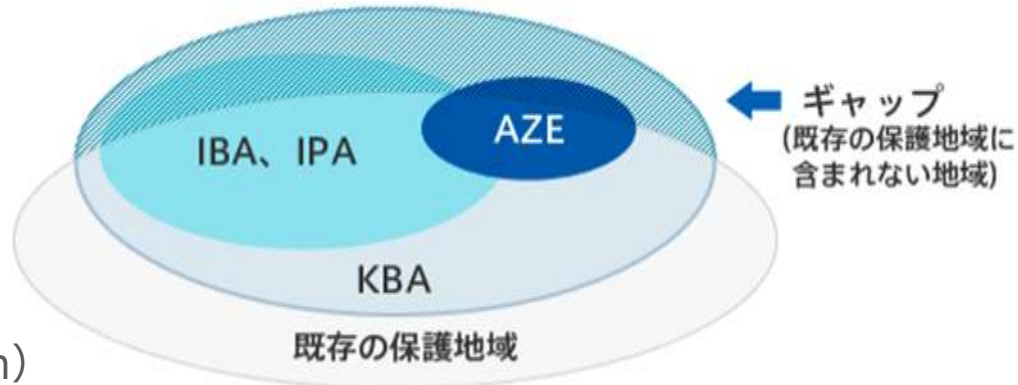 IBA、IPA
AZE
ギャップ
(既存の保護地域に
含まれない地域)
KBA
既存の保護地域
n)